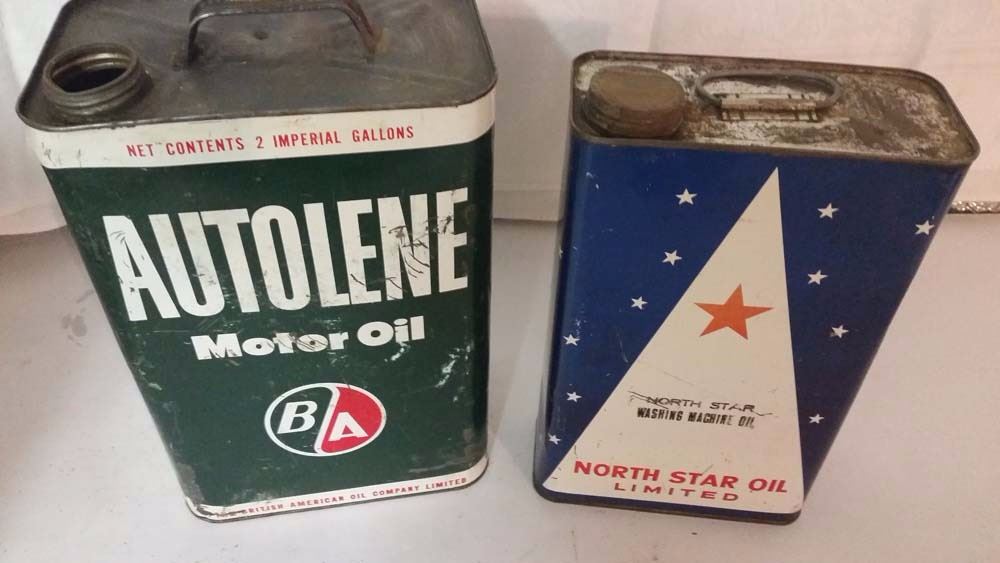 NET CONTENTS 2 IMPERIAL GALLONS
AUTOLENE
Motor Oil
B A
BRITISH AMERICAN OIL COMPANY LIMITED
NORTH STAR
WASHING MACHINE OIL
NORTH STAR OIL
LIMITED